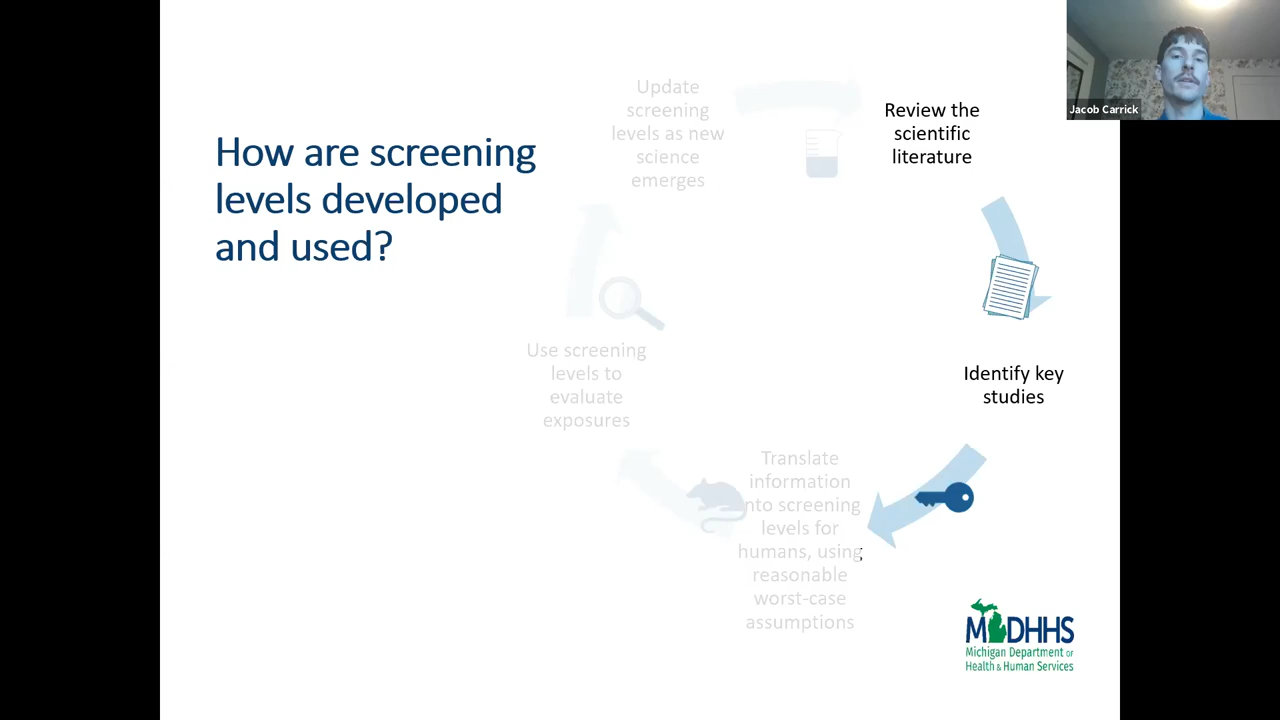 How are screening
levels developed
and used?
Update
screening
levels as new
science
emerges
Review the
scientific
literature
Identify key
studies
Translate
information
into screening
levels for
humans, using
reasonable
worst-case
assumptions
Use screening
levels to
evaluate
exposures
Jacob Carrick
MDHHS
Michigan Department of
Health & Human Services